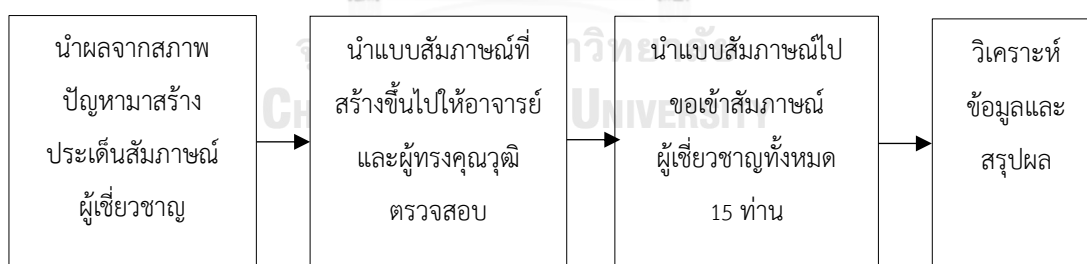 นำผลจากสภาพ
ปัญหามาสร้าง
ประเด็นสัมภาษณ์
ผู้เชี่ยวชาญ
นำแบบสัมภาษณ์ที่
สร้างขึ้นไปให้อาจารย์
และผู้ทรงคุณวุฒิ
ตรวจสอบ
นำแบบสัมภาษณ์ไป
ขอเข้าสัมภาษณ์
ผู้เชี่ยวชาญทั้งหมด
15 ท่าน
วิเคราะห์
ข้อมูลและ
สรุปผล
UNIVERSITY